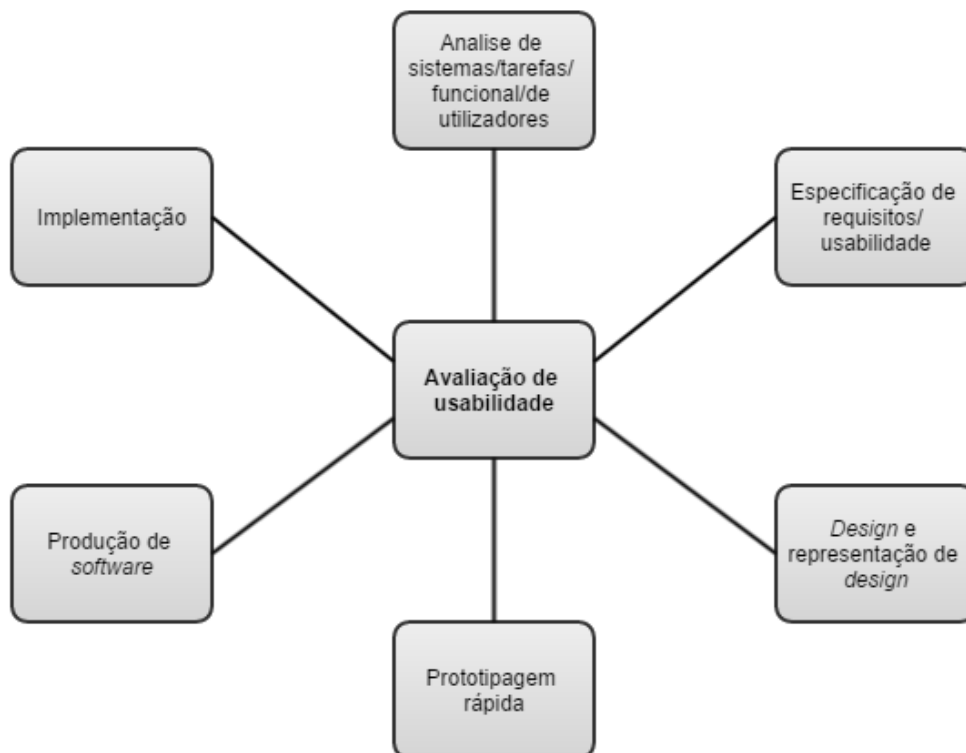 Analise de
sistemas/tarefas/
funcional/de
utilizadores
Implementação
Especificação de
requisitos/
usabilidade
Avaliação de
usabilidade
Produção de
software
Design e
representação de
design
Prototipagem
rápida